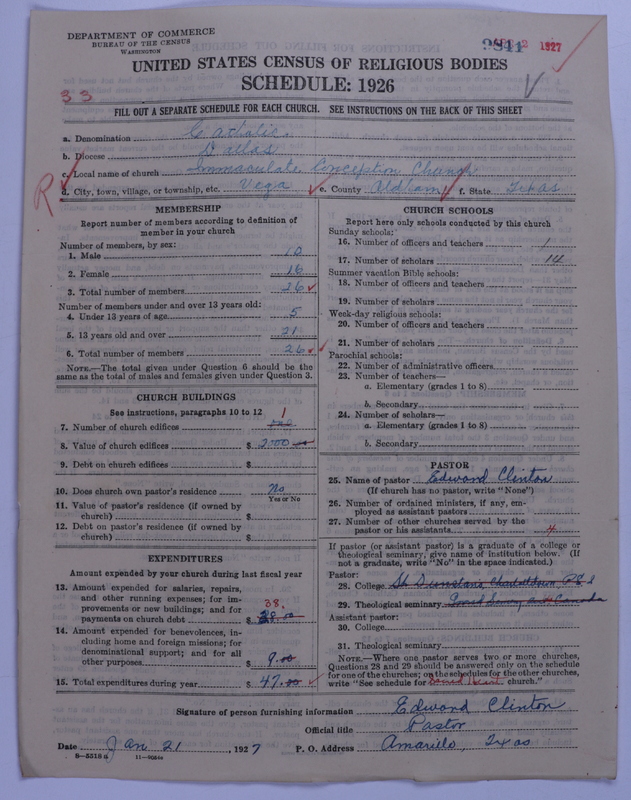 DEPARTMENT OF COMMERCE
BUREAU OF THE CENSUS
WASHINGTON
1927
UNITED STATES CENSUS OF RELIGIOUS BODIES
SCHEDULE: 1926
33
FILL OUT A SEPARATE SCHEDULE FOR EACH CHURCH. SEE INSTRUCTIONS ON THE BACK OF THIS SHEET
a. Denomination Catholic
b. Diocese Dallas
c. Local name of church Immaculate Conception
R d. City, town, village, or township, etc. Vega e. County Oldham f. State Texas
MEMBERSHIP
Report number of members according to definition of
member in your church
Number of members, by sex:
1. Male 10
2. Female 16
3. Total number of members 26
Number of members under and over 13 years old:
4. Under 13 years of age 5
5. 13 years old and over 21
6. Total number of members 26
NOTE.—The total given under Question 6 should be the
same as the total of males and females given under Question 3.
CHURCH BUILDINGS
See instructions, paragraphs 10 to 12
7. Number of church edifices 1 one
8. Value of church edifices $ 2000
9. Debt on church edifices $
10. Does church own pastor's residence No
Yes or No
11. Value of pastor's residence (if owned by
church) $
12. Debt on pastor's residence (if owned by
church) $
EXPENDITURES
Amount expended by your church during last fiscal year
13. Amount expended for salaries, repairs,
and other running expenses; for im-
provements or new buildings; and for
payments on church debt $ 38.
14. Amount expended for benevolences, in-
cluding home and foreign missions; for
denominational support; and for all
other purposes $ 9.00
15. Total expenditures during year $ 47.00
CHURCH SCHOOLS
Report here only schools conducted by this church
Sunday schools:
16. Number of officers and teachers 1
17. Number of scholars 14
Summer vacation Bible schools:
18. Number of officers and teachers
19. Number of scholars
Week-day religious schools:
20. Number of officers and teachers
21. Number of scholars
Parochial schools:
22. Number of administrative officers
23. Number of teachers—
a. Elementary (grades 1 to 8)
b. Secondary
24. Number of scholars—
a. Elementary (grades 1 to 8)
b. Secondary
PASTOR
25. Name of pastor Edward Clinton
(If church has no pastor, write "None")
26. Number of ordained ministers, if any, em-
ployed as assistant pastors
27. Number of other churches served by the
pastor or his assistants 4
If pastor (or assistant pastor) is a graduate of a college or
theological seminary, give name of institution below. (If
not a graduate, write "No" in the space indicated.)
Pastor:
28. College St Dunstan's Charlottetown P E I
29. Theological seminary Grand Seminary Canada
Assistant pastor:
30. College
31. Theological seminary
NOTE.—Where one pastor serves two or more churches,
Questions 28 and 29 should be answered only on the schedule
for one of the churches; on the schedules for the other churches,
write "See schedule for Sacred Heart church."
Signature of person furnishing information Edward Clinton
Official title Pastor
Date Jan 21, 1927 P. O. Address Amarillo, Texas
8—5518 a